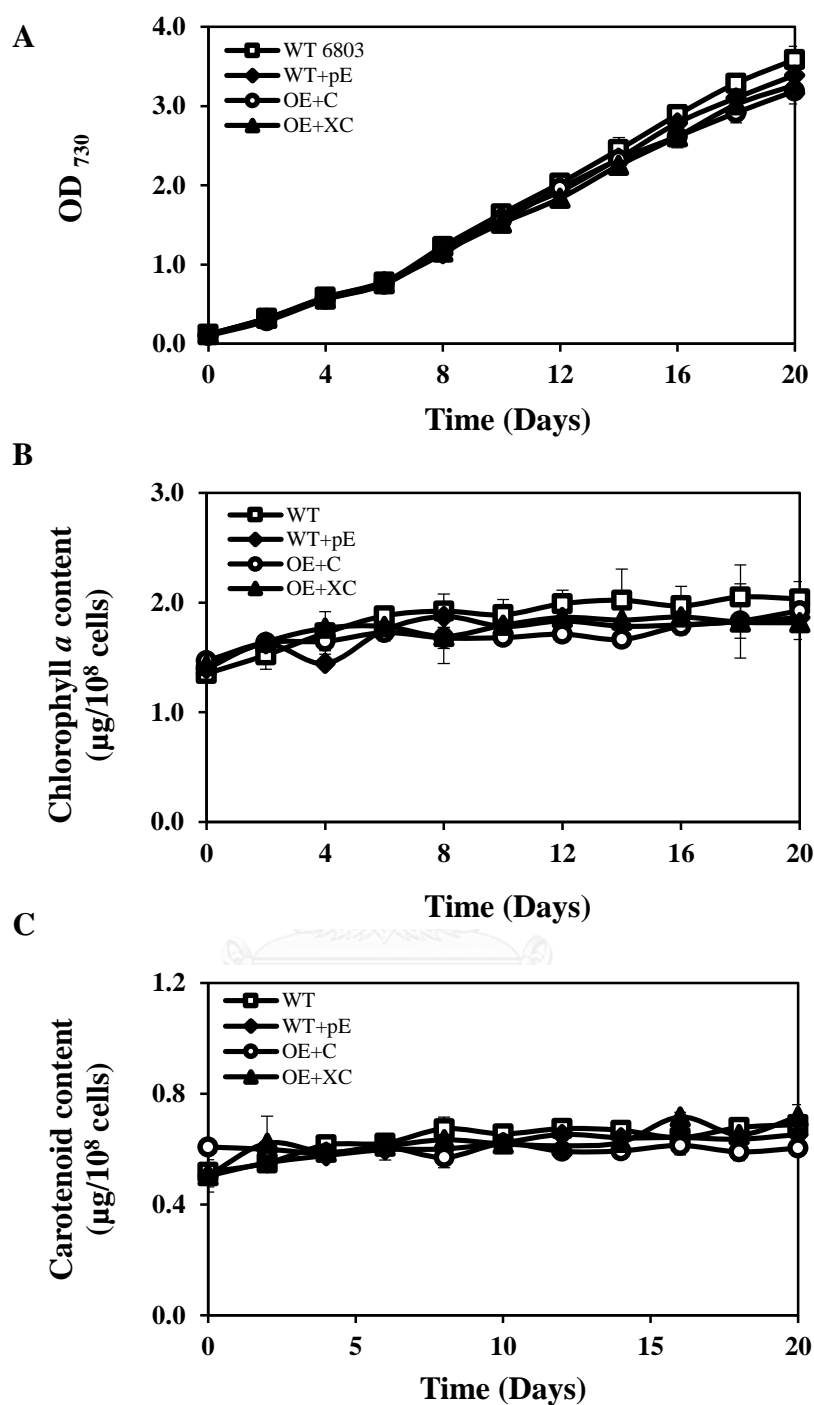 A
4.0
3.0
2.0
1.0
0.0
OD 730
WT 6803
WT+pE
OE+C
OE+XC
0 4 8 12 16 20
Time (Days)
B
3.0
2.0
1.0
0.0
Chlorophyll a content
(µg/10⁸ cells)
WT
WT+pE
OE+C
OE+XC
0 4 8 12 16 20
Time (Days)
C
1.2
0.8
0.4
0.0
Carotenoid content
(µg/10⁸ cells)
WT
WT+pE
OE+C
OE+XC
0 5 10 15 20
Time (Days)